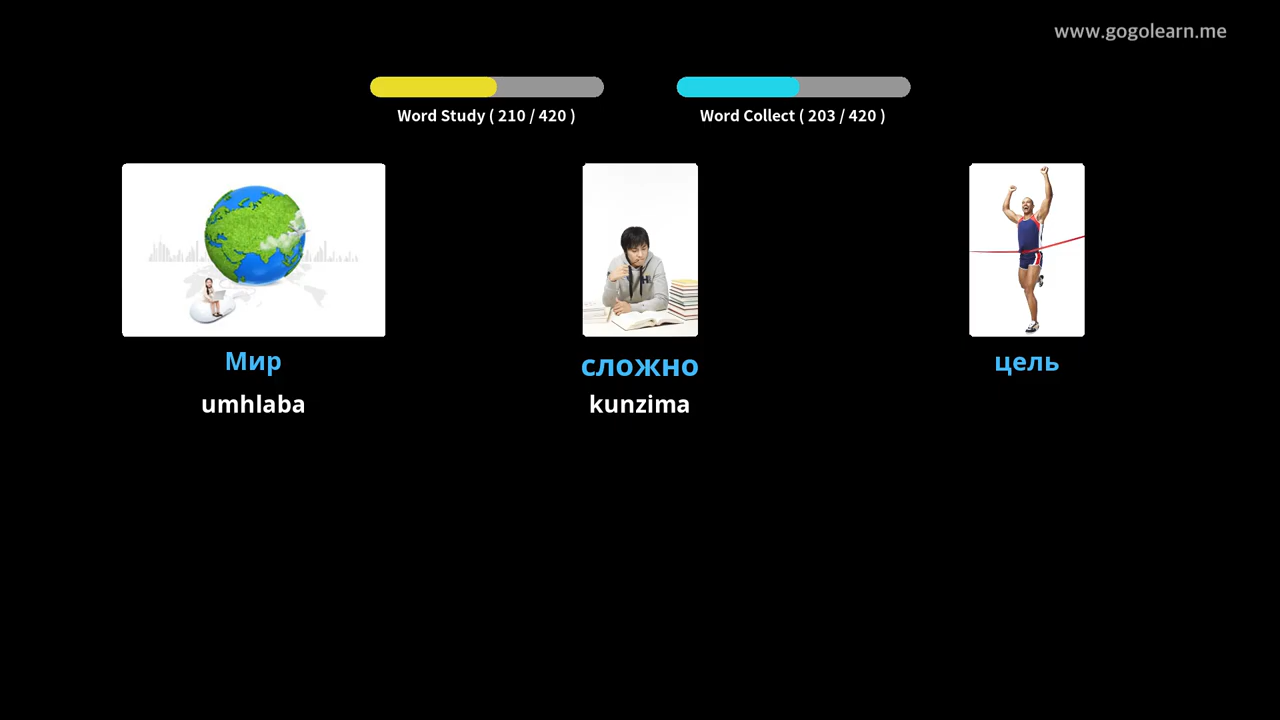 www.gogolearn.me
Word Study ( 210 / 420 )
Word Collect ( 203 / 420 )
Мир
сложно
цель
umhlaba
kunzima